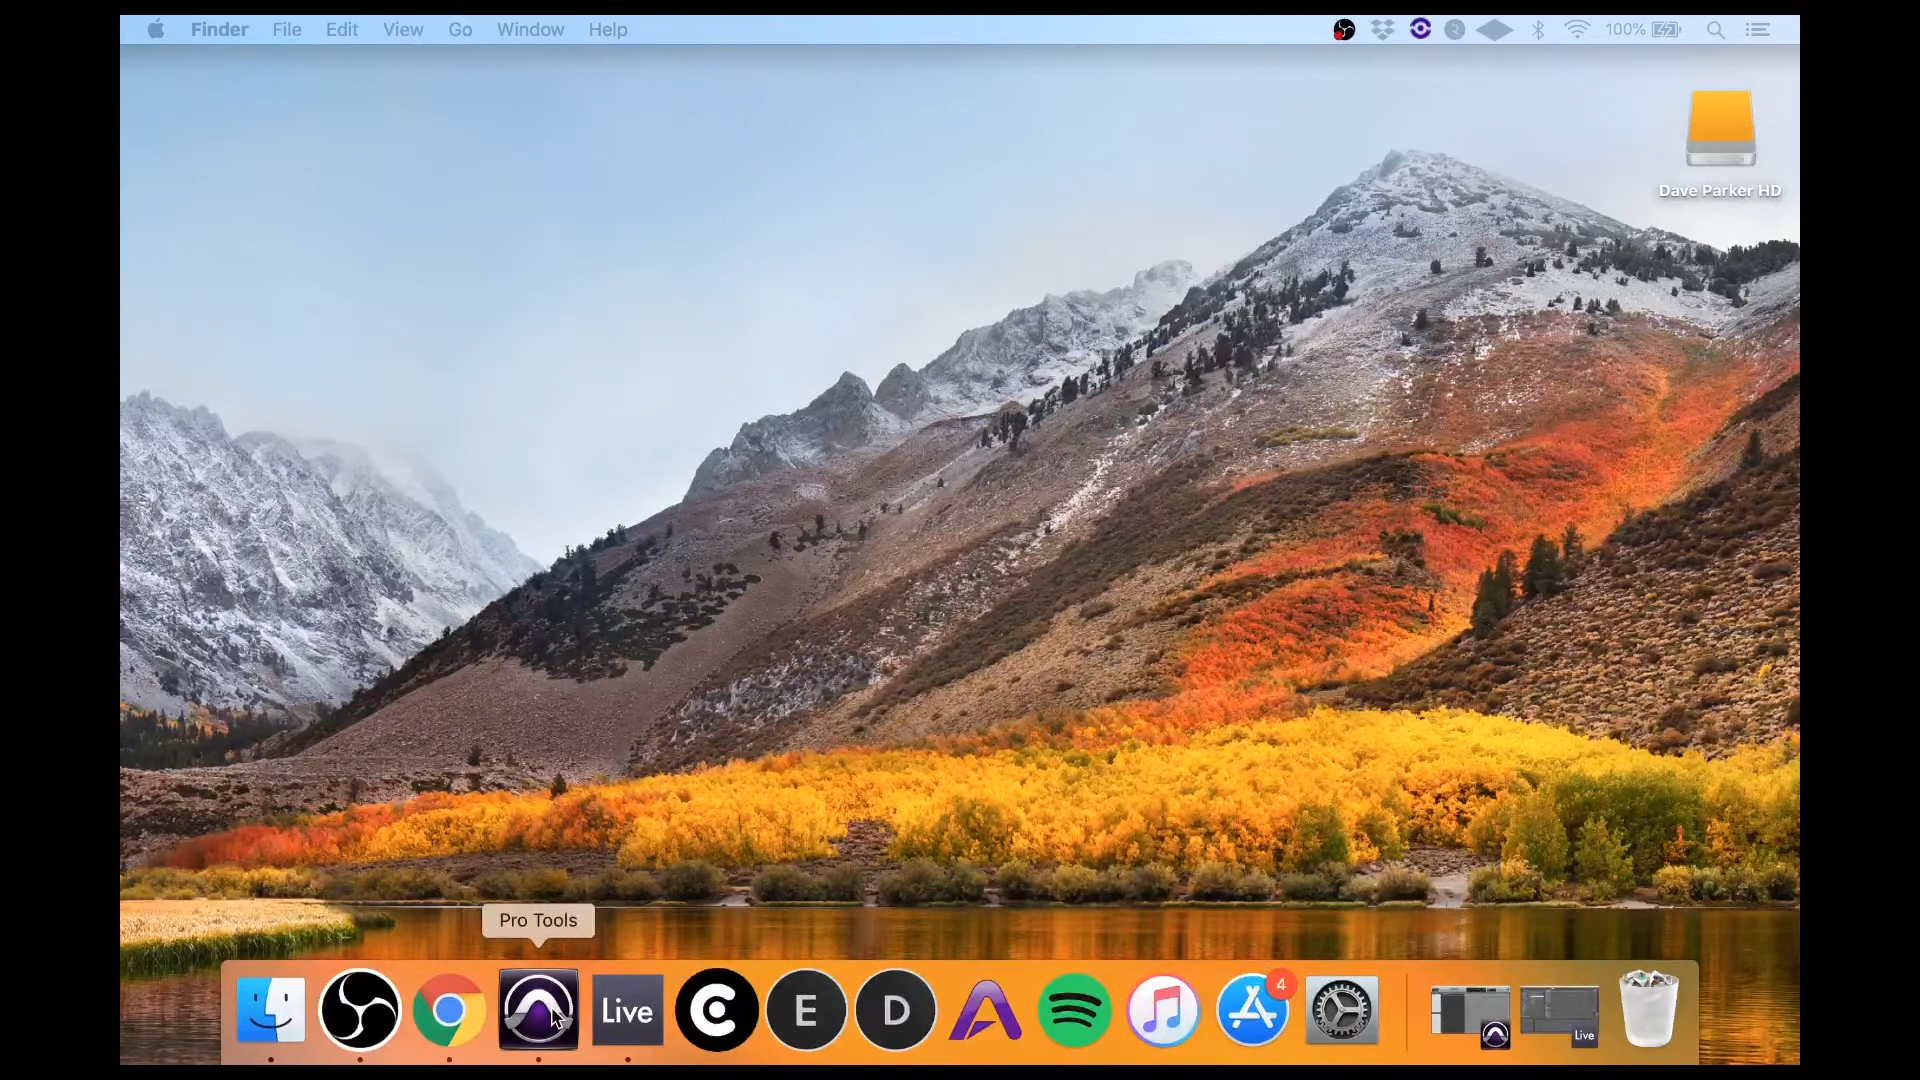 Finder File Edit View Go Window Help 100%
Dave Parker HD
Pro Tools
Live
C
E
D
4
Live